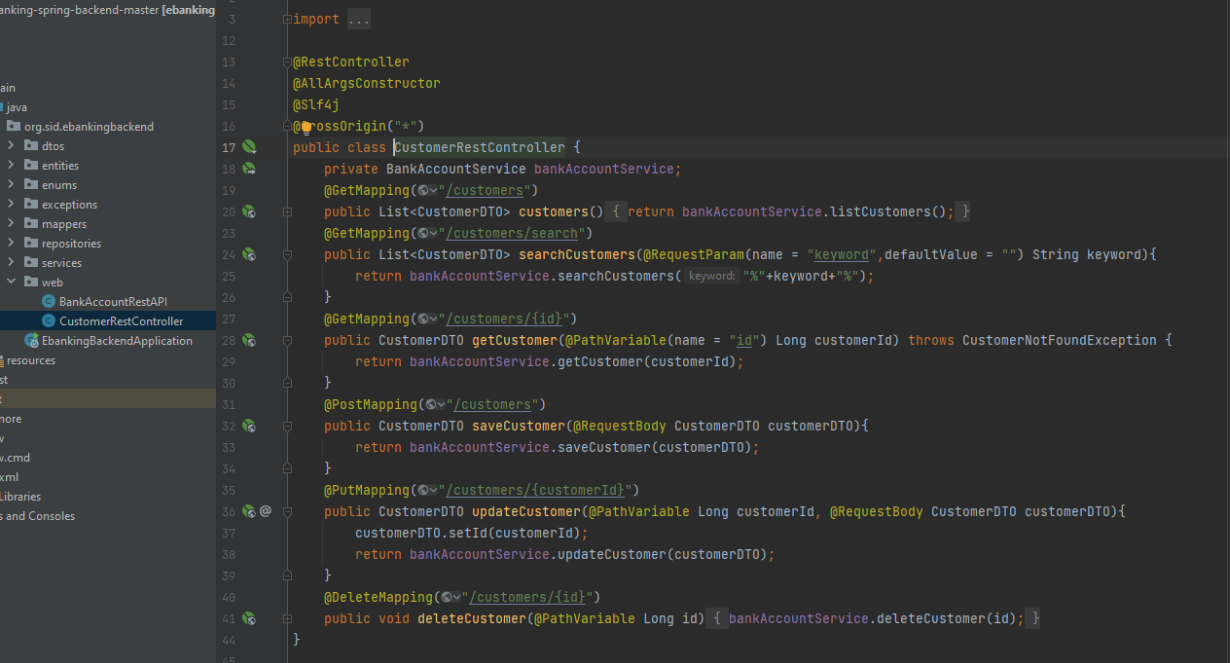 anking-spring-backend-master [ebanking
ain
java
org.sid.ebankingbackend
dtos
entities
enums
exceptions
mappers
repositories
services
web
BankAccountRestAPI
CustomerRestController
EbankingBackendApplication
resources
st
t
nore
v
v.cmd
xml
Libraries
s and Consoles
3 import ...
12
13 @RestController
14 @AllArgsConstructor
15 @Slf4j
16 @CrossOrigin("*")
17 public class CustomerRestController {
18 private BankAccountService bankAccountService;
19 @GetMapping("/customers")
20 public List<CustomerDTO> customers() { return bankAccountService.listCustomers(); }
23 @GetMapping("/customers/search")
24 public List<CustomerDTO> searchCustomers(@RequestParam(name = "keyword",defaultValue = "") String keyword){
25 return bankAccountService.searchCustomers( keyword: "%"+keyword+"%");
26 }
27 @GetMapping("/customers/{id}")
28 public CustomerDTO getCustomer(@PathVariable(name = "id") Long customerId) throws CustomerNotFoundException {
29 return bankAccountService.getCustomer(customerId);
30 }
31 @PostMapping("/customers")
32 public CustomerDTO saveCustomer(@RequestBody CustomerDTO customerDTO){
33 return bankAccountService.saveCustomer(customerDTO);
34 }
35 @PutMapping("/customers/{customerId}")
36 @ public CustomerDTO updateCustomer(@PathVariable Long customerId, @RequestBody CustomerDTO customerDTO){
37 customerDTO.setId(customerId);
38 return bankAccountService.updateCustomer(customerDTO);
39 }
40 @DeleteMapping("/customers/{id}")
41 public void deleteCustomer(@PathVariable Long id) { bankAccountService.deleteCustomer(id); }
44 }
45